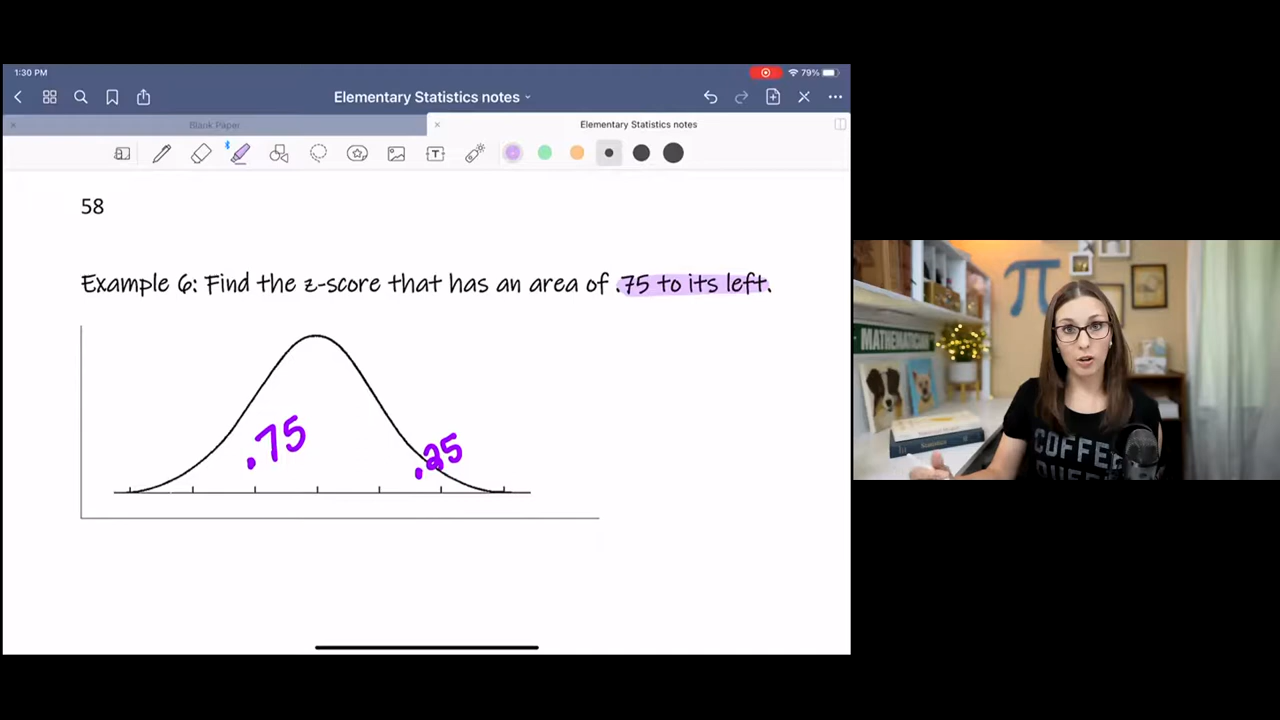 1:30 PM
79%
Elementary Statistics notes
Blank Paper
Elementary Statistics notes
58
Example 6: Find the z-score that has an area of .75 to its left.
.75
.25
MATHEMATICIAN
Statistics
COFFEE